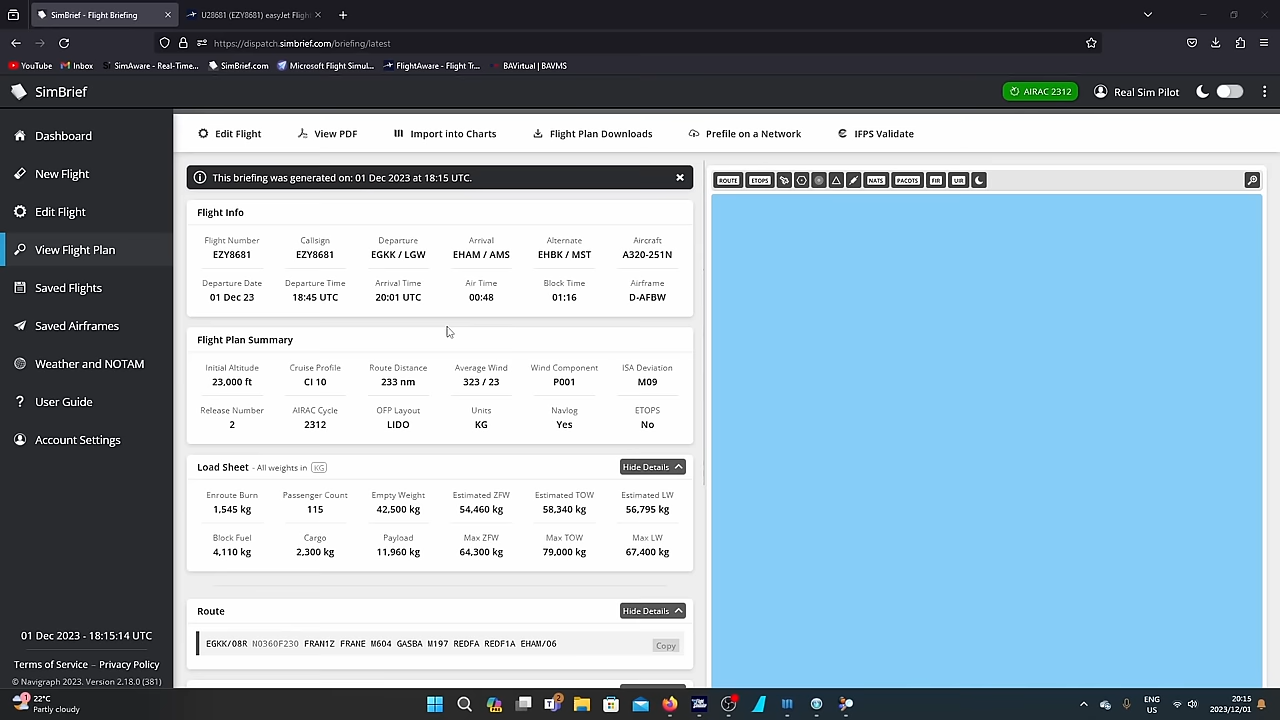 SimBrief - Flight Briefing
U28681 (EZY8681) easyJet Flight
https://dispatch.simbrief.com/briefing/latest
YouTube
Inbox
SimAware - Real-Time...
SimBrief.com
Microsoft Flight Simul...
FlightAware - Flight Tr...
BAVirtual | BAVMS
SimBrief
AIRAC 2312
Real Sim Pilot
Dashboard
New Flight
Edit Flight
View Flight Plan
Saved Flights
Saved Airframes
Weather and NOTAM
User Guide
Account Settings
01 Dec 2023 - 18:15:14 UTC
Terms of Service – Privacy Policy
© Navigraph 2023. Version 2.18.0 (381)
Edit Flight
View PDF
Import into Charts
Flight Plan Downloads
Prefile on a Network
IFPS Validate
This briefing was generated on: 01 Dec 2023 at 18:15 UTC.
Flight Info
Flight Number Callsign Departure Arrival Alternate Aircraft
EZY8681 EZY8681 EGKK / LGW EHAM / AMS EHBK / MST A320-251N
Departure Date Departure Time Arrival Time Air Time Block Time Airframe
01 Dec 23 18:45 UTC 20:01 UTC 00:48 01:16 D-AFBW
Flight Plan Summary
Initial Altitude Cruise Profile Route Distance Average Wind Wind Component ISA Deviation
23,000 ft CI 10 233 nm 323 / 23 P001 M09
Release Number AIRAC Cycle OFP Layout Units Navlog ETOPS
2 2312 LIDO KG Yes No
Load Sheet - All weights in KG
Hide Details
Enroute Burn Passenger Count Empty Weight Estimated ZFW Estimated TOW Estimated LW
1,545 kg 115 42,500 kg 54,460 kg 58,340 kg 56,795 kg
Block Fuel Cargo Payload Max ZFW Max TOW Max LW
4,110 kg 2,300 kg 11,960 kg 64,300 kg 79,000 kg 67,400 kg
Route
Hide Details
EGKK/08R N0360F230 FRAN1Z FRANE M604 GASBA M197 REDFA REDF1A EHAM/06
Copy
ROUTE ETOPS NATS PACOTS FIR UIR
22°C
Partly cloudy
ENG
US
20:15
2023/12/01